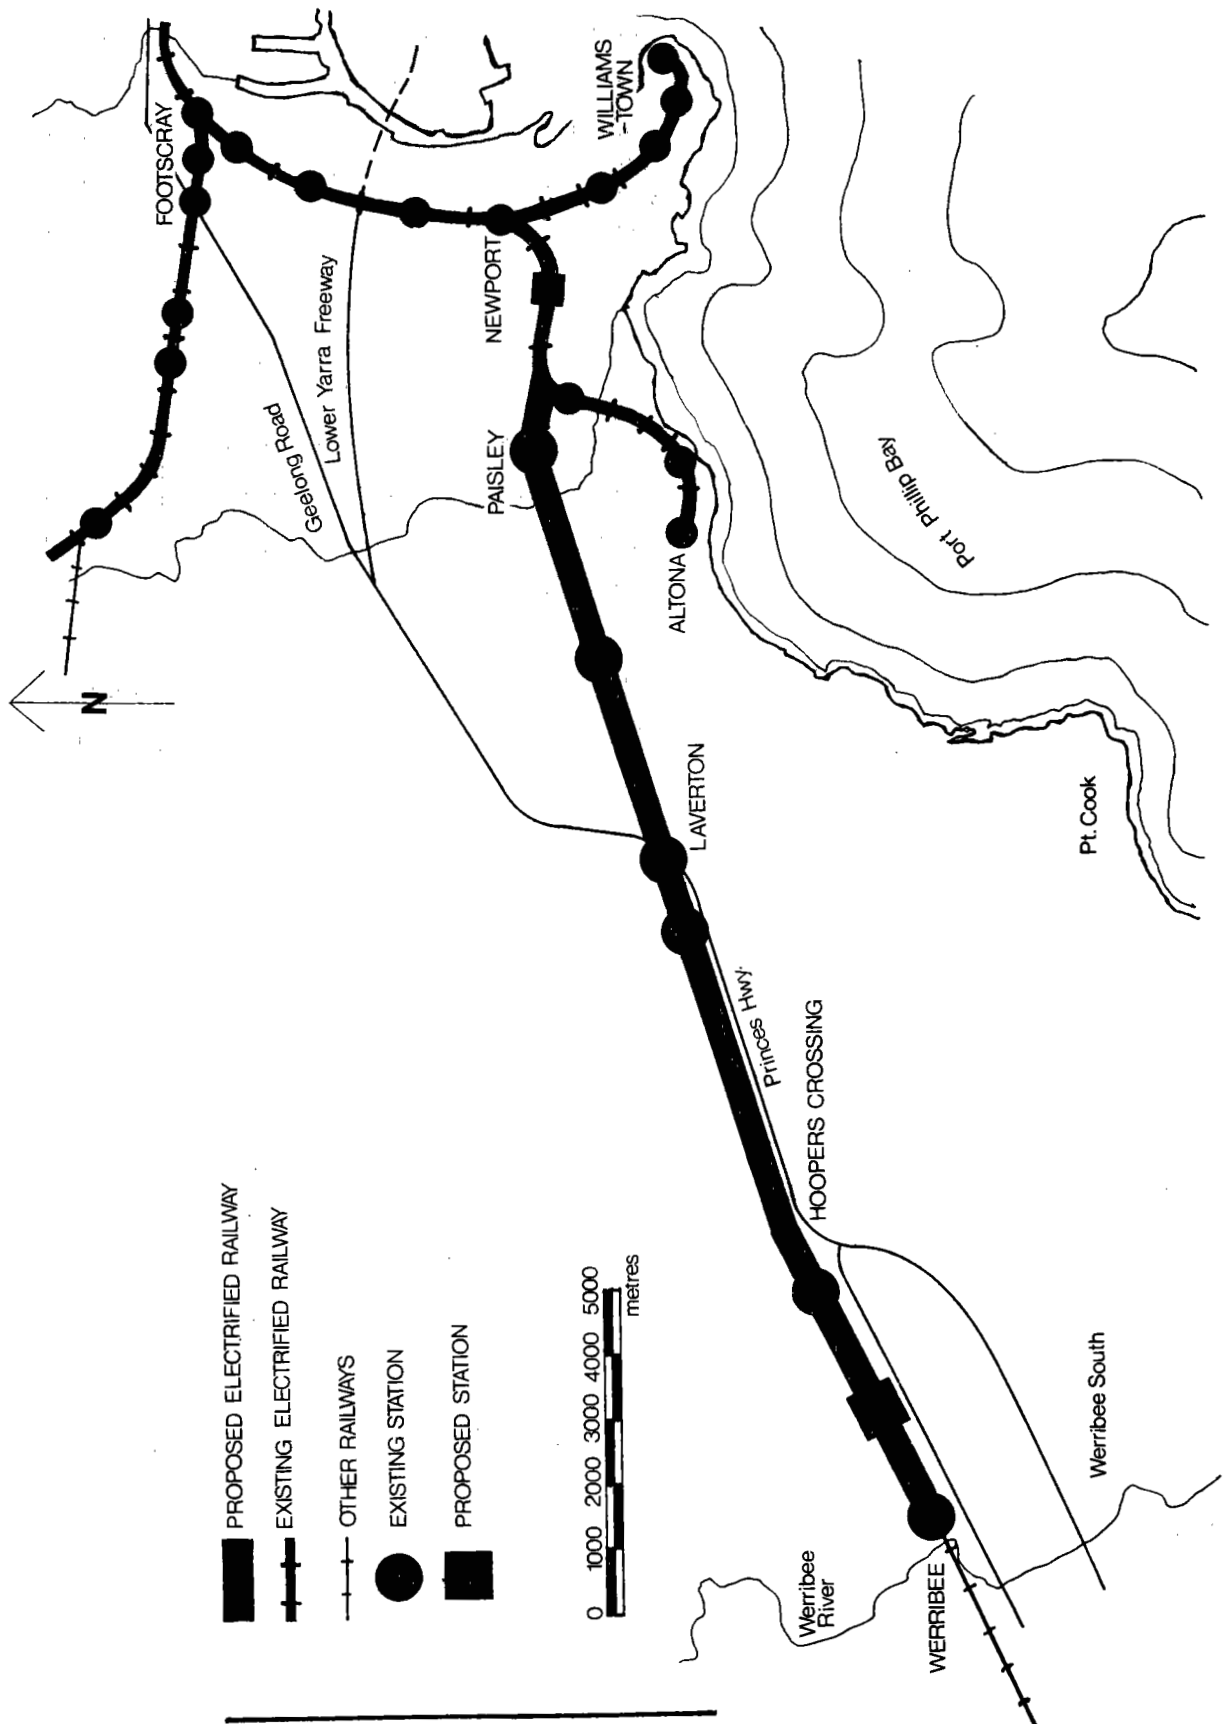 FOOTSCRAY
WILLIAMS
-TOWN
NEWPORT
Lower Yarra Freeway
Geelong Road
PAISLEY
ALTONA
Port Phillip Bay
N
LAVERTON
Pt. Cook
Princes Hwy.
HOOPERS CROSSING
Werribee South
Werribee
River
WERRIBEE
PROPOSED ELECTRIFIED RAILWAY
EXISTING ELECTRIFIED RAILWAY
OTHER RAILWAYS
EXISTING STATION
PROPOSED STATION
0 1000 2000 3000 4000 5000
metres